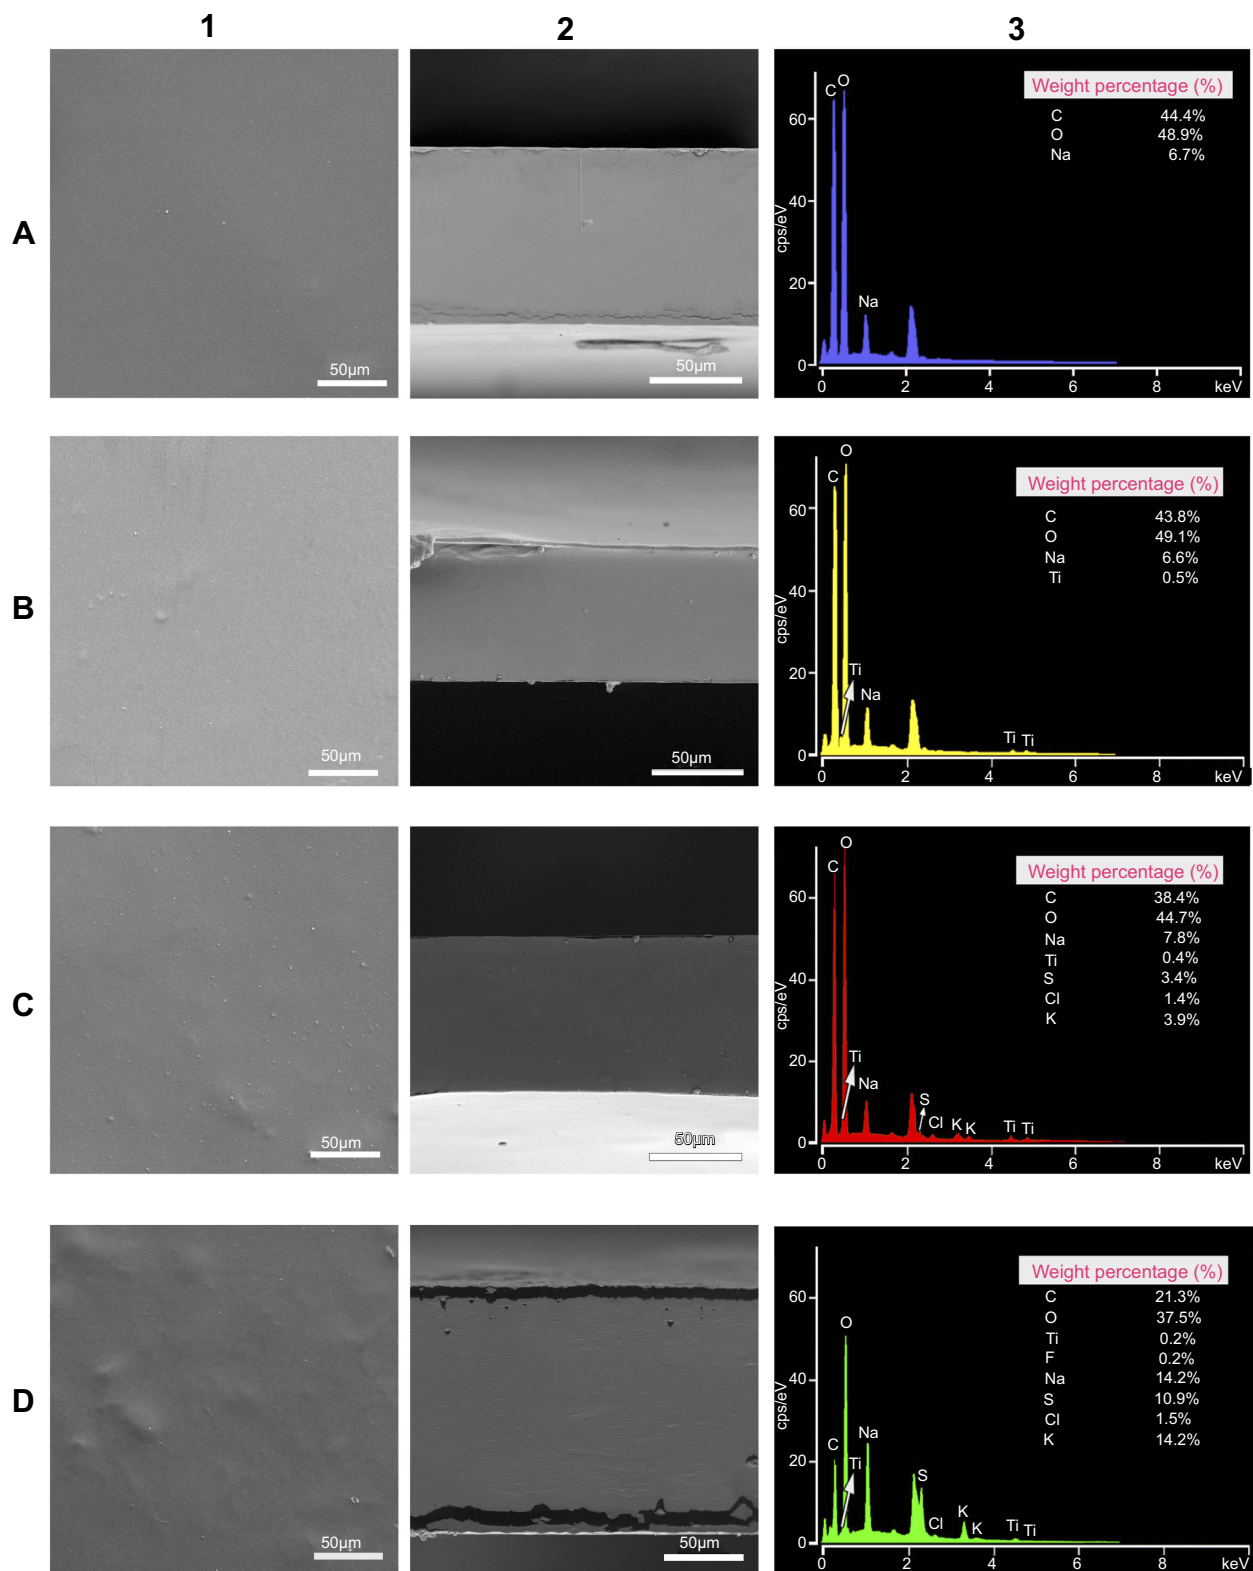 1 2 3
A
50µm
50µm
C O
Weight percentage (%)
C 44.4%
O 48.9%
Na 6.7%
60
40
20
0
cps/eV
Na
0 2 4 6 8 keV
B
50µm
50µm
C O
Weight percentage (%)
C 43.8%
O 49.1%
Na 6.6%
Ti 0.5%
60
40
20
0
cps/eV
Ti
Na
Ti Ti
0 2 4 6 8 keV
C
50µm
50µm
C O
Weight percentage (%)
C 38.4%
O 44.7%
Na 7.8%
Ti 0.4%
S 3.4%
Cl 1.4%
K 3.9%
60
40
20
0
cps/eV
Ti
Na
S
Cl K K Ti Ti
0 2 4 6 8 keV
D
50µm
50µm
O
Weight percentage (%)
C 21.3%
O 37.5%
Ti 0.2%
F 0.2%
Na 14.2%
S 10.9%
Cl 1.5%
K 14.2%
60
40
20
0
cps/eV
C Ti Na
S
Cl K K Ti Ti
0 2 4 6 8 keV